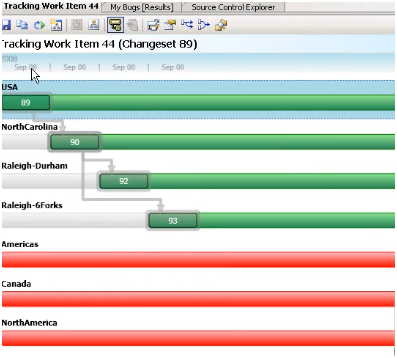 Tracking Work Item 44 My Bugs [Results] Source Control Explorer
Tracking Work Item 44 (Changeset 89)
2008
Sep 08 Sep 08 Sep 08 Sep 08
USA
89
NorthCarolina
90
Raleigh-Durham
92
Raleigh-6Forks
93
Americas
Canada
NorthAmerica